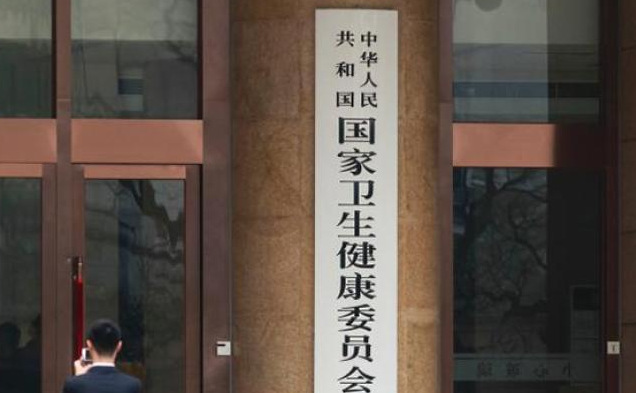 中华人民
共和国
国家卫生健康委员会